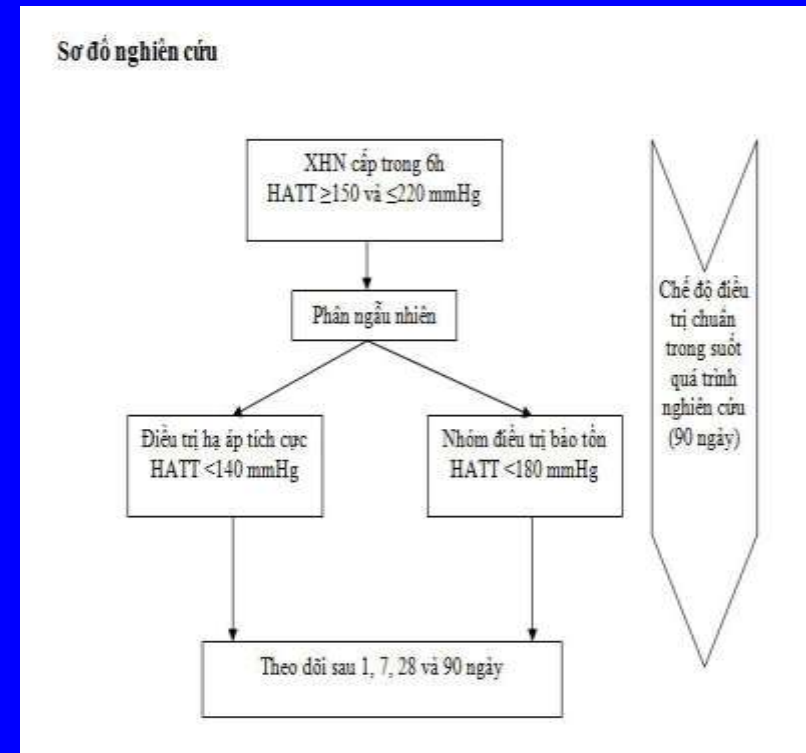 Sơ đồ nghiên cứu
XHN cấp trong 6h
HATT ≥150 và ≤220 mmHg
Phân ngẫu nhiên
Điều trị hạ áp tích cực
HATT <140 mmHg
Nhóm điều trị bảo tồn
HATT <180 mmHg
Theo dõi sau 1, 7, 28 và 90 ngày
Chế độ điều
trị chuẩn
trong suốt
quá trình
nghiên cứu
(90 ngày)